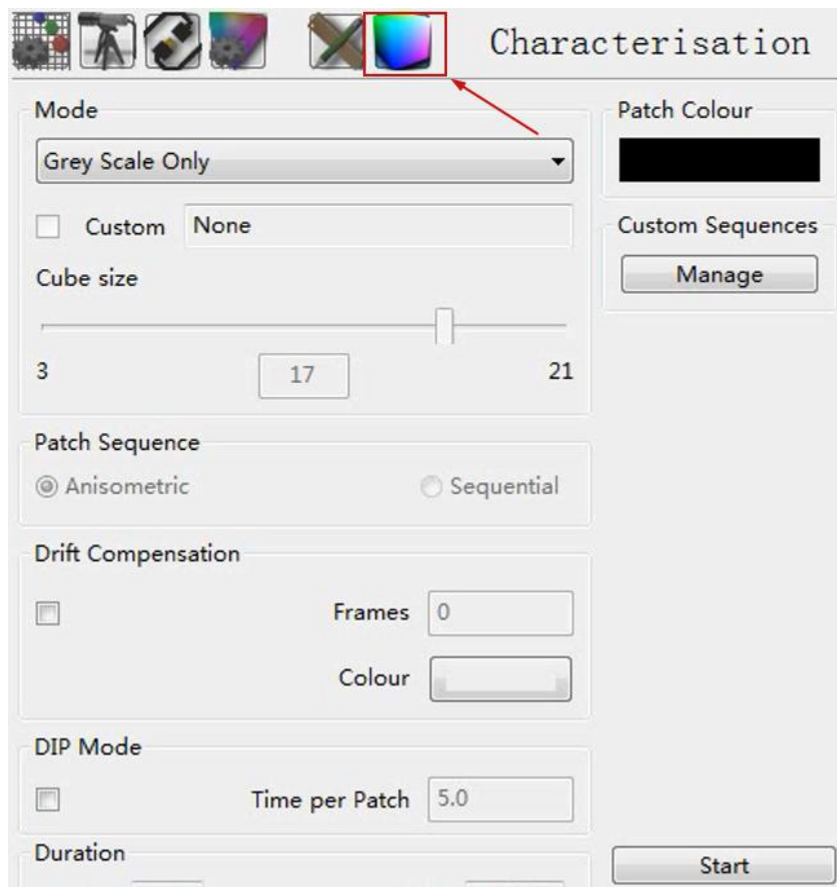 Characterisation
Mode
Grey Scale Only
Custom None
Cube size
3 17 21
Patch Sequence
Anisometric Sequential
Drift Compensation
Frames 0
Colour
DIP Mode
Time per Patch 5.0
Duration
Patch Colour
Custom Sequences
Manage
Start